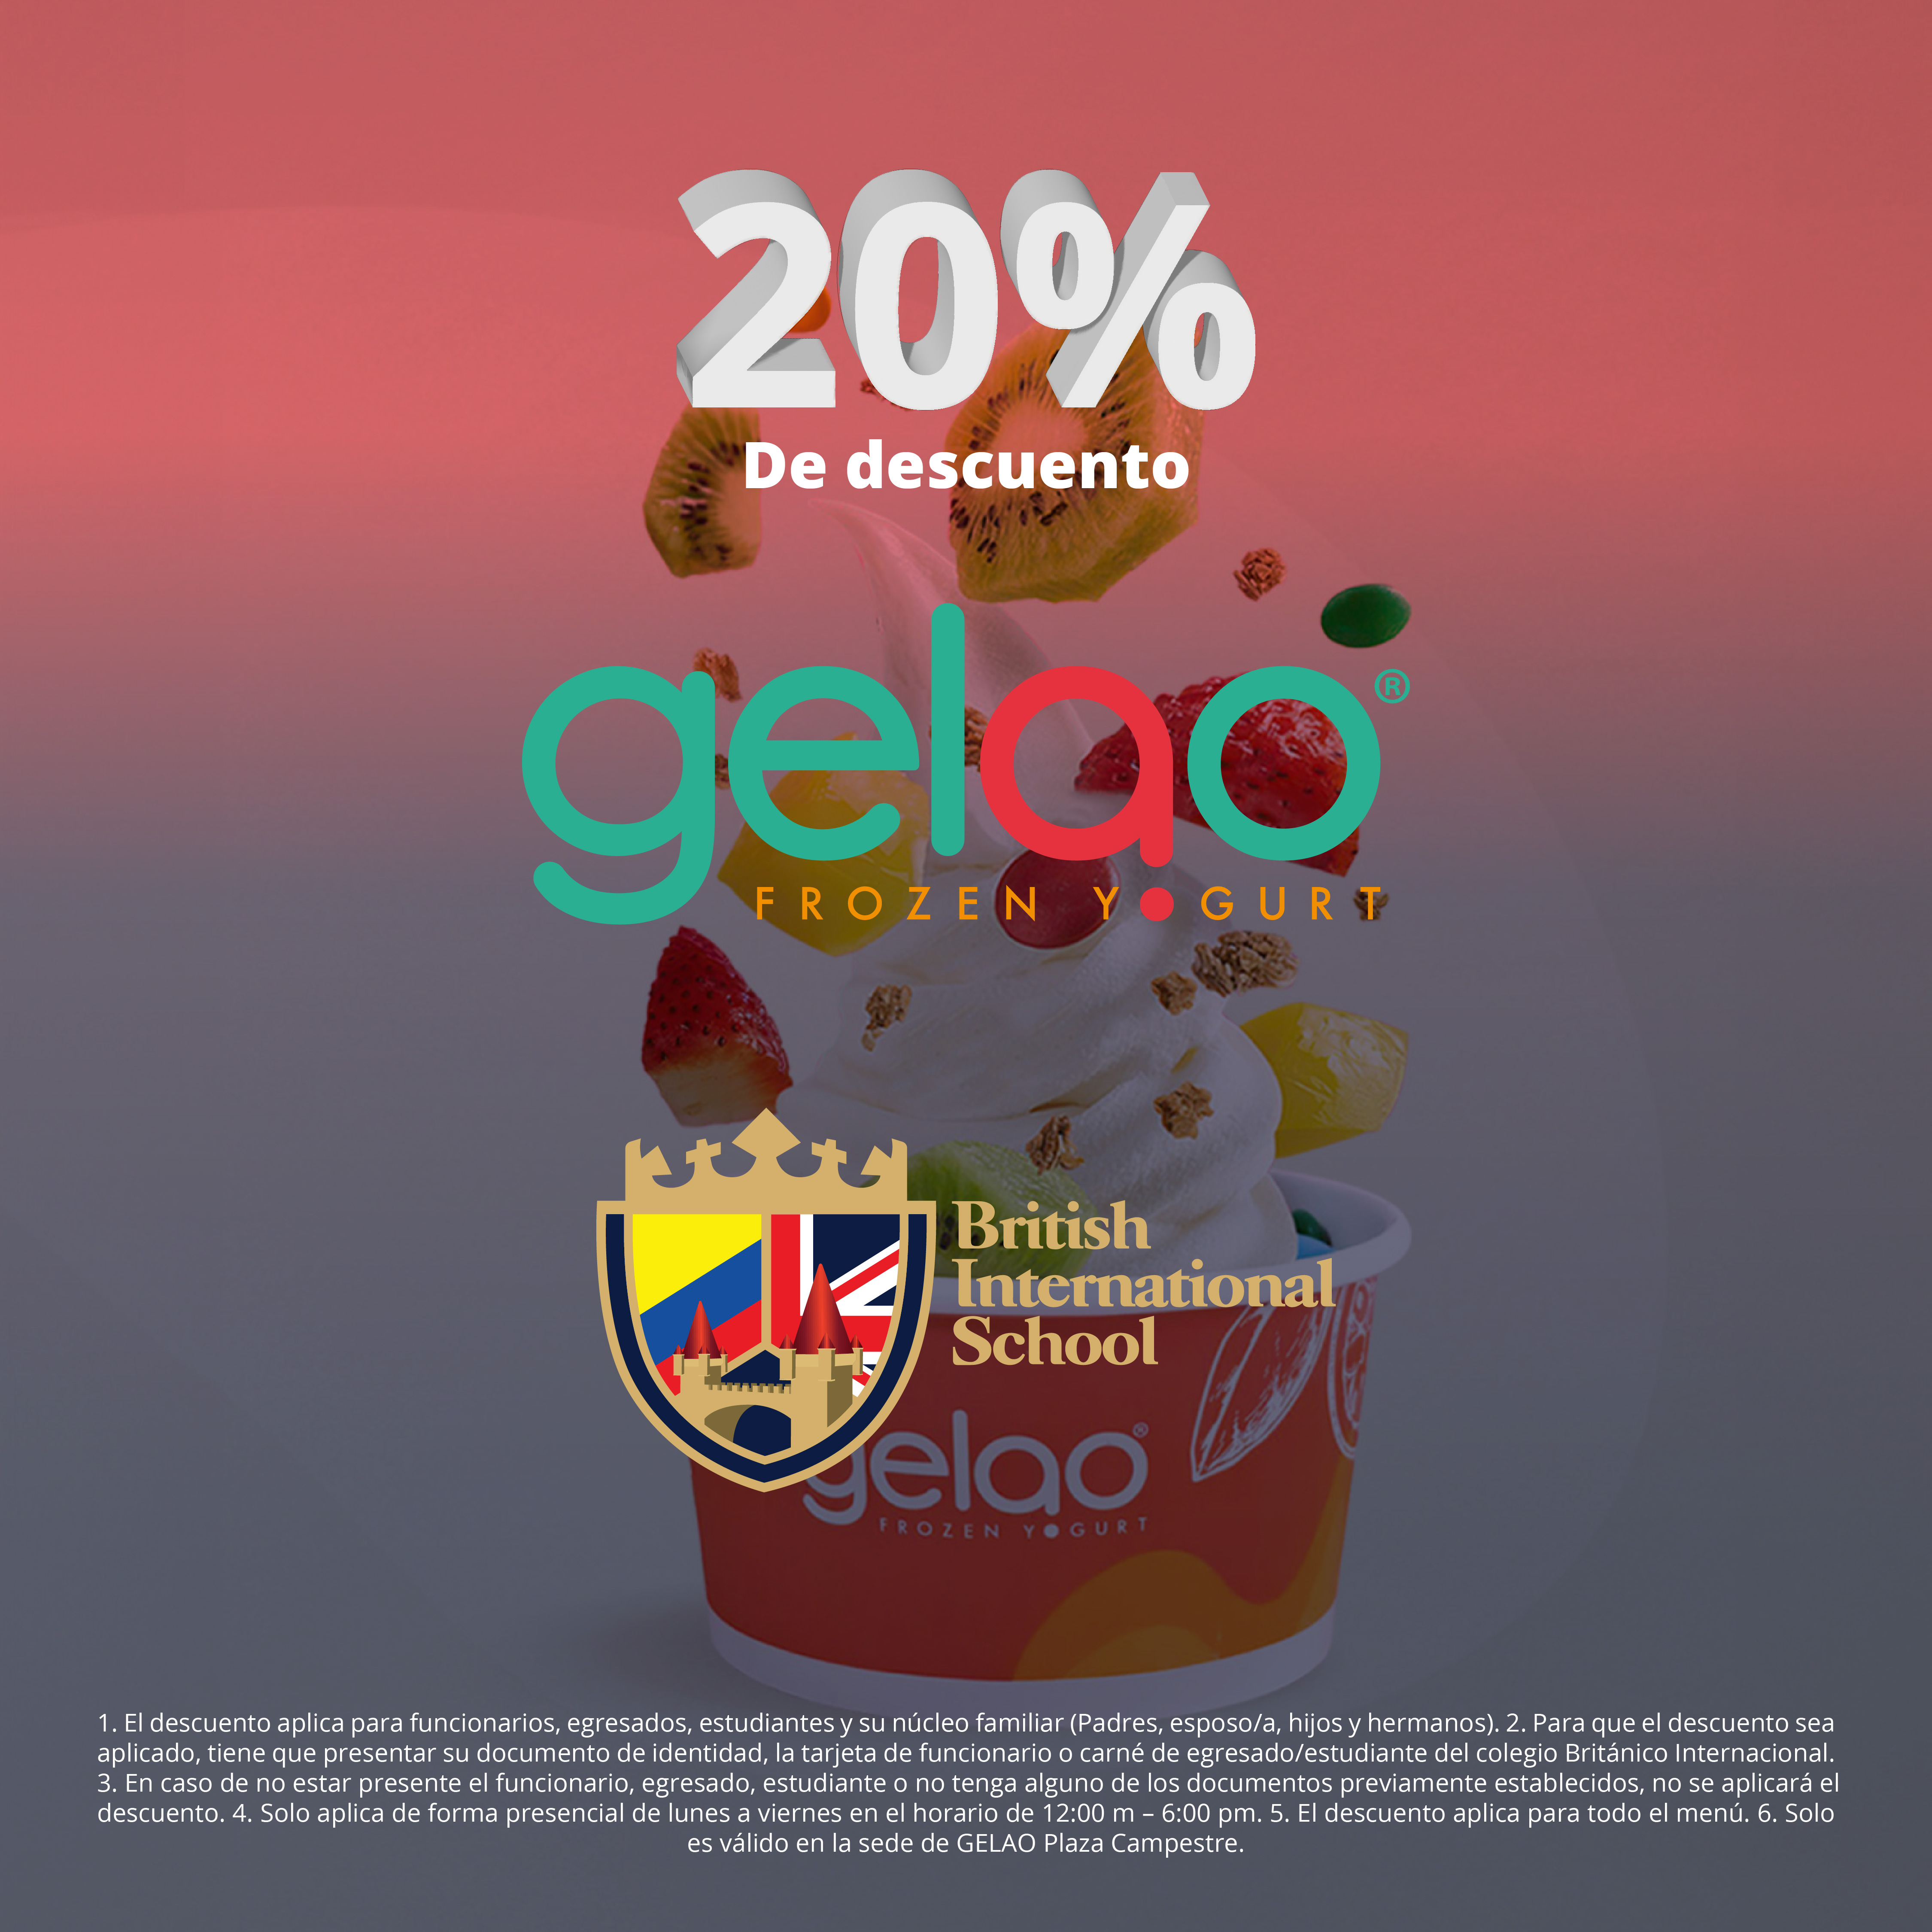 20%
De descuento
gelao®
FROZEN YOGURT
British
International
School
gelao®
FROZEN YOGURT
1. El descuento aplica para funcionarios, egresados, estudiantes y su núcleo familiar (Padres, esposo/a, hijos y hermanos). 2. Para que el descuento sea
aplicado, tiene que presentar su documento de identidad, la tarjeta de funcionario o carné de egresado/estudiante del colegio Británico Internacional.
3. En caso de no estar presente el funcionario, egresado, estudiante o no tenga alguno de los documentos previamente establecidos, no se aplicará el
descuento. 4. Solo aplica de forma presencial de lunes a viernes en el horario de 12:00 m – 6:00 pm. 5. El descuento aplica para todo el menú. 6. Solo
es válido en la sede de GELAO Plaza Campestre.